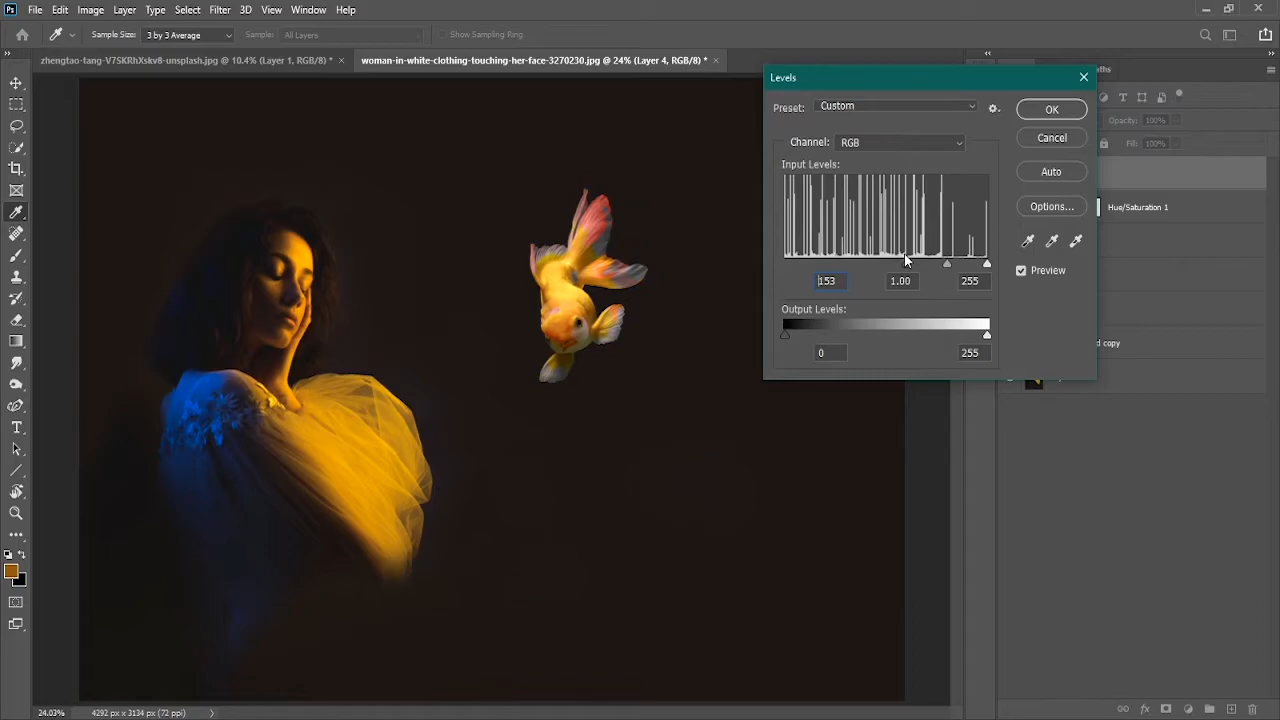 Ps File Edit Image Layer Type Select Filter 3D View Window Help
Sample Size: 3 by 3 Average Sample: All Layers Show Sampling Ring
zhengtao-tang-V7SKRhXskv8-unsplash.jpg @ 10.4% (Layer 1, RGB/8) * × woman-in-white-clothing-touching-her-face-3270230.jpg @ 24% (Layer 4, RGB/8) * ×
Levels
Preset: Custom
OK
Channel: RGB
Cancel
Input Levels:
Auto
Options...
Preview
153 1.00 255
Output Levels:
0 255
Opacity: 100%
Fill: 100%
Hue/Saturation 1
copy
24.03% 4292 px x 3134 px (72 ppi)